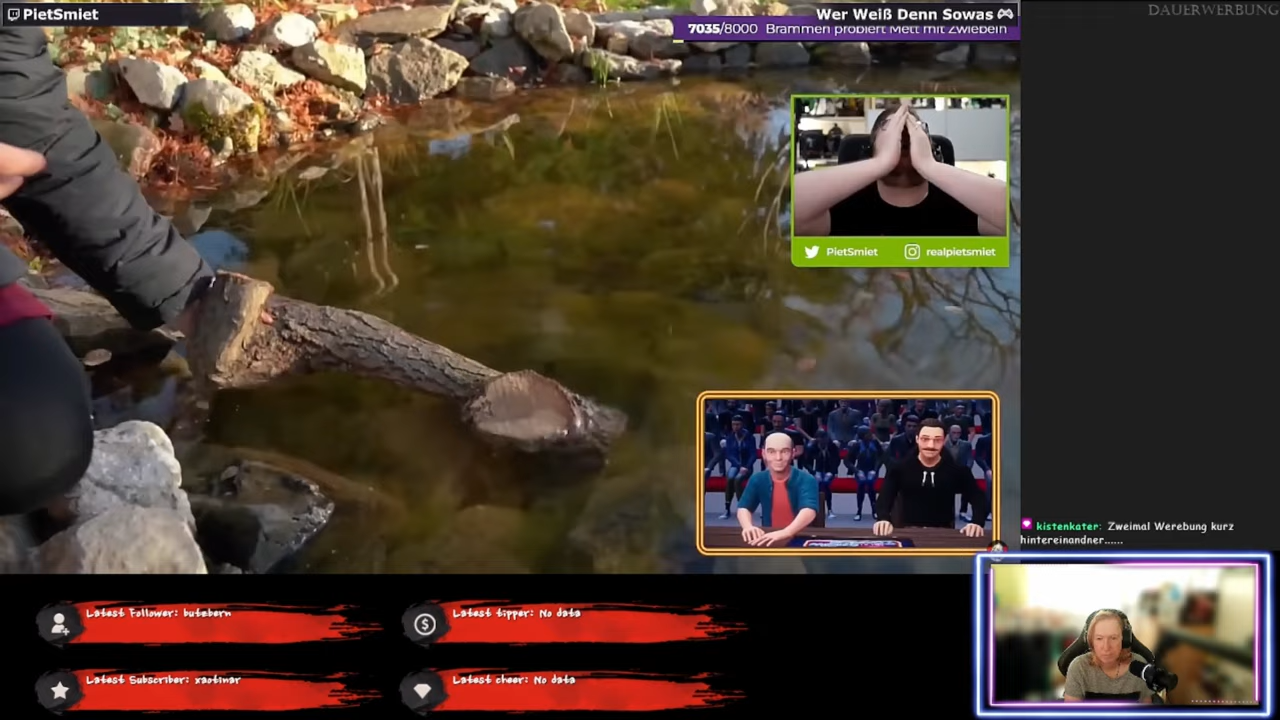 PietSmiet
Wer Weiß Denn Sowas
7035/8000 Brammen probiert Mett mit Zwiebeln
DAUERWERBUNG
PietSmiet
realpietsmiet
kistenkater: Zweimal Werebung kurz
hintereinandner......
Latest Follower: butebern
Latest tipper: No data
Latest Subscriber: xaotinar
Latest cheer: No data